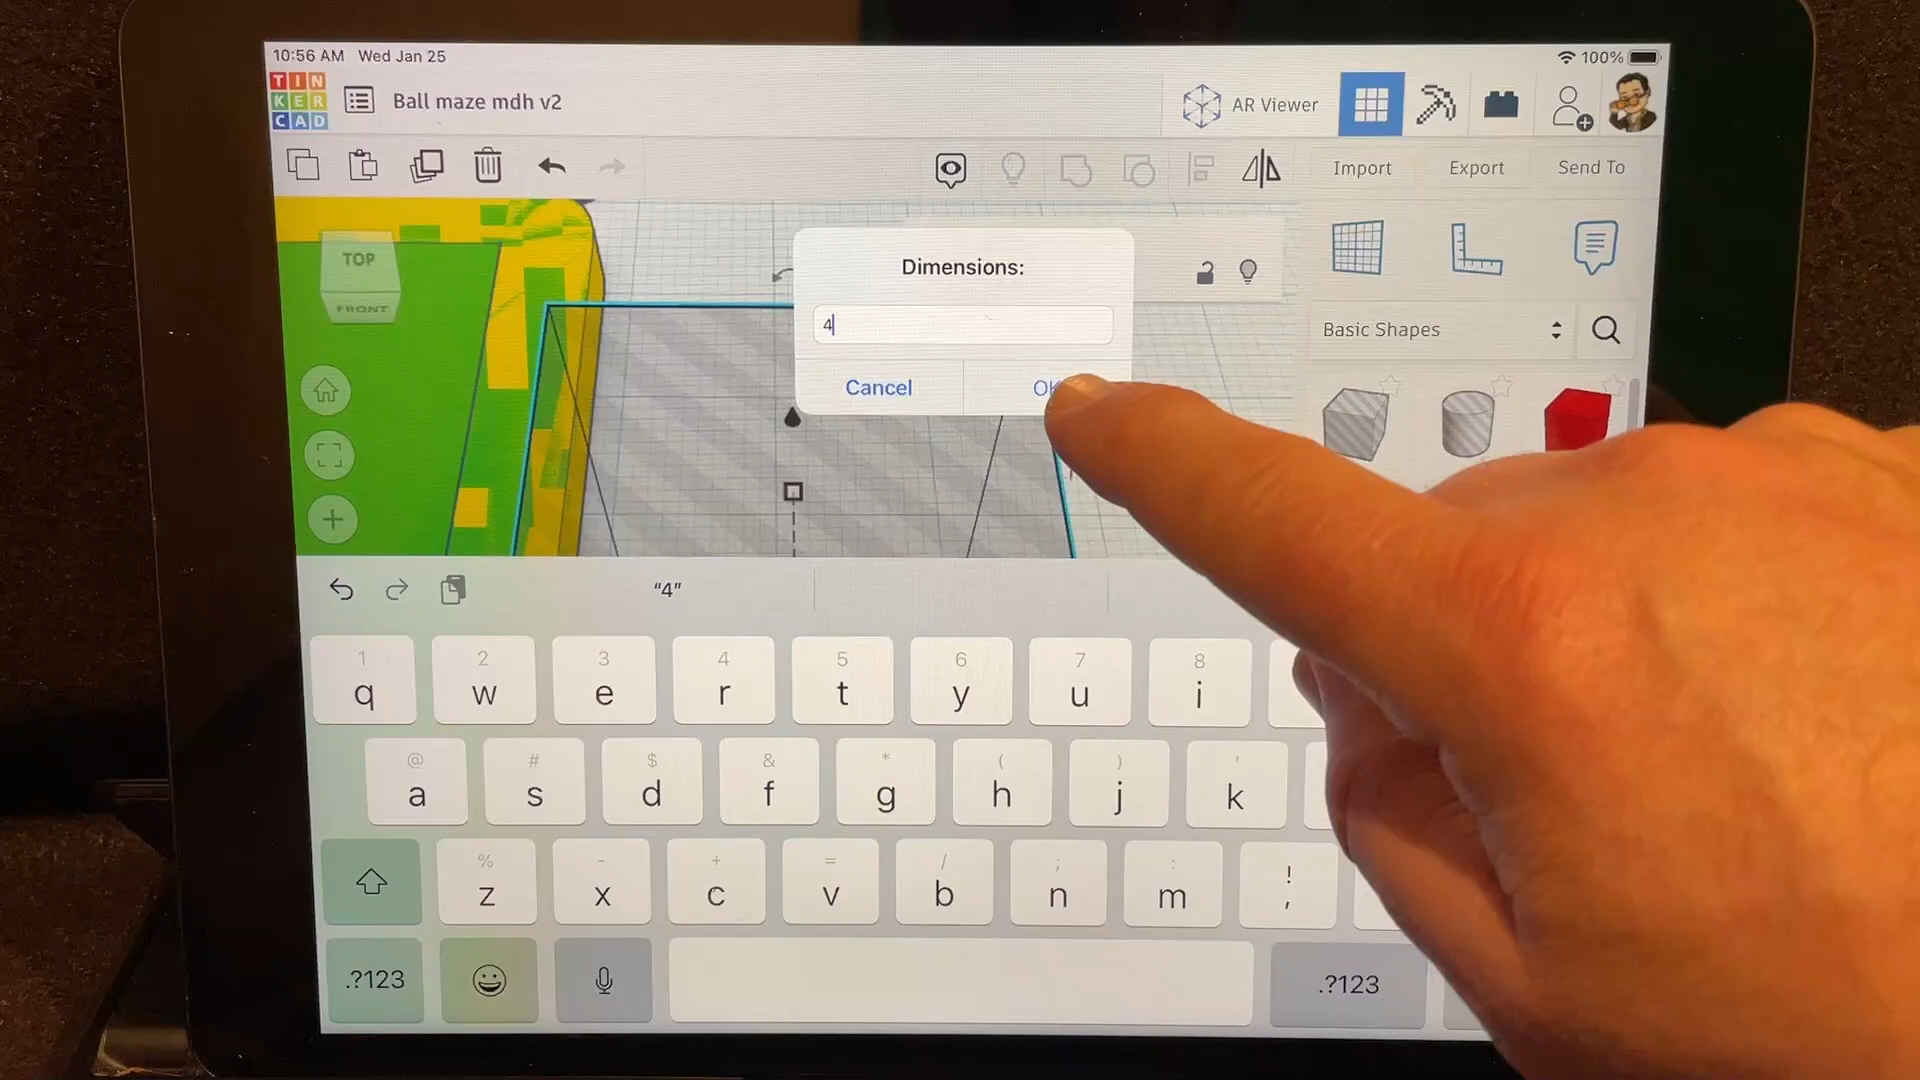 10:56 AM Wed Jan 25
100%
TIN
KER
CAD
Ball maze mdh v2
AR Viewer
Import
Export
Send To
TOP
FRONT
Dimensions:
4
Cancel
OK
Basic Shapes
“4”
1 2 3 4 5 6 7 8
q w e r t y u i
@ # $ & * ( ) '
a s d f g h j k
% - + = / ; : !
z x c v b n m ,
.?123
.?123